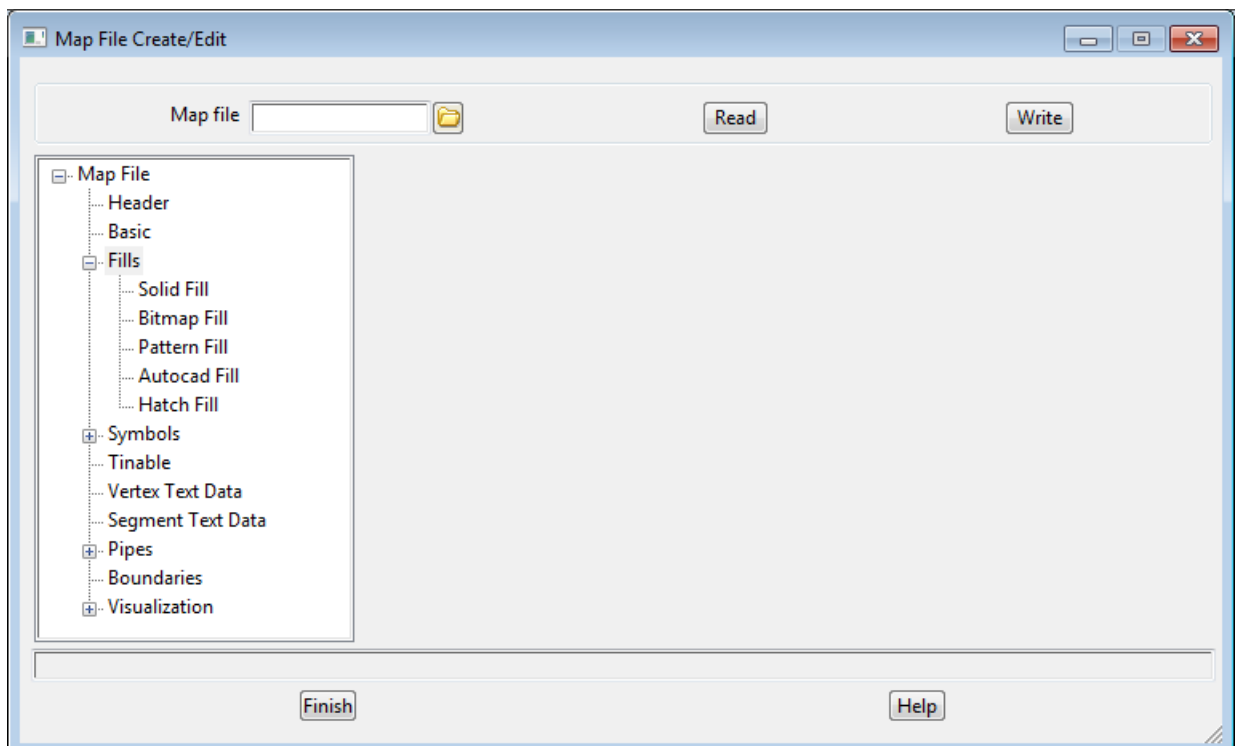 Map File Create/Edit
Map file Read Write
Map File
Header
Basic
Fills
Solid Fill
Bitmap Fill
Pattern Fill
Autocad Fill
Hatch Fill
Symbols
Tinable
Vertex Text Data
Segment Text Data
Pipes
Boundaries
Visualization
Finish Help